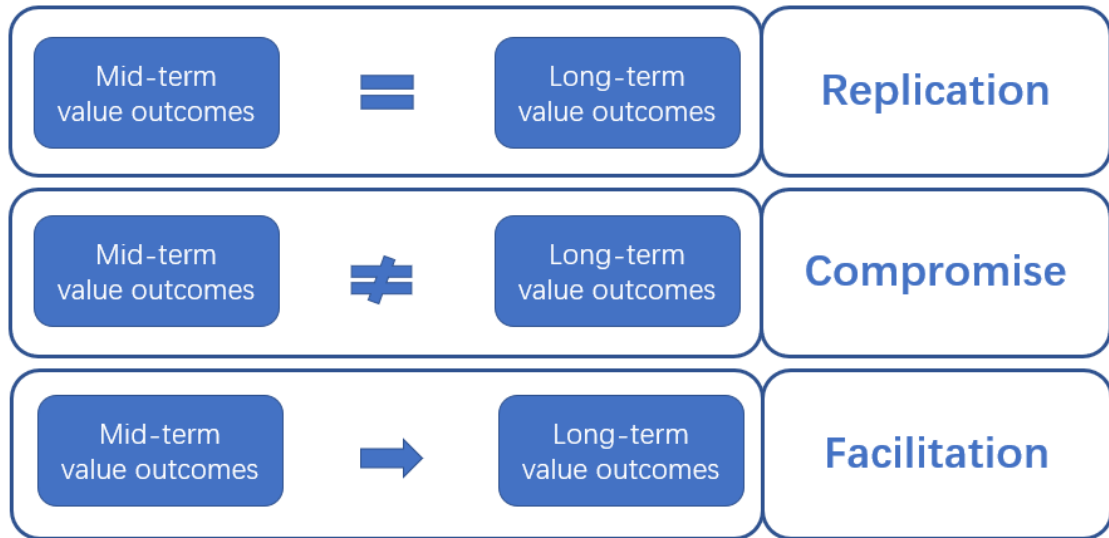 Mid-term
value outcomes
=
Long-term
value outcomes
Replication
Mid-term
value outcomes
≠
Long-term
value outcomes
Compromise
Mid-term
value outcomes
Long-term
value outcomes
Facilitation